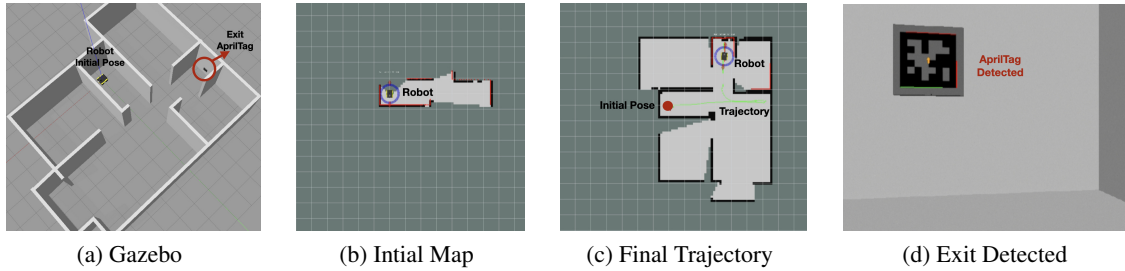 Robot
Initial Pose
Exit
AprilTag
Robot
Robot
Initial Pose
Trajectory
AprilTag
Detected
(a) Gazebo
(b) Intial Map
(c) Final Trajectory
(d) Exit Detected